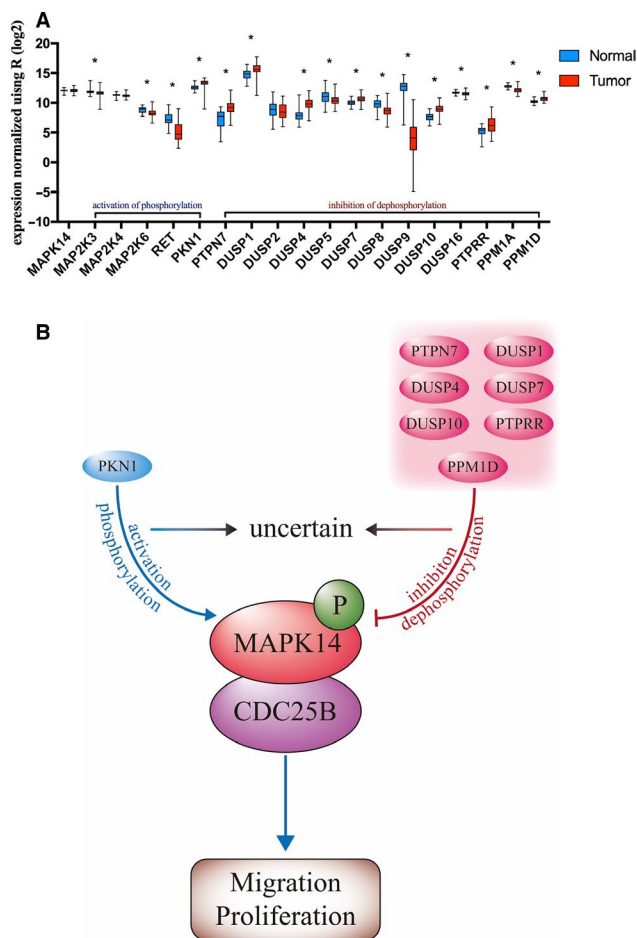 A
expression normalized uisng R (log2)
20
15
10
5
0
−5
−10
* * * * * * * * * * * * * * *
Normal
Tumor
activation of phosphorylation
inhibition of dephosphorylation
MAPK14
MAP2K3
MAP2K4
MAP2K6
RET
PKN1
PTPN7
DUSP1
DUSP2
DUSP4
DUSP5
DUSP7
DUSP8
DUSP9
DUSP10
DUSP16
PTPRR
PPM1A
PPM1D
B
PTPN7 DUSP1
DUSP4 DUSP7
DUSP10 PTPRR
PKN1
PPM1D
activation
phosphorylation
uncertain
inhibiton
dephosphorylation
P
MAPK14
CDC25B
Migration
Proliferation